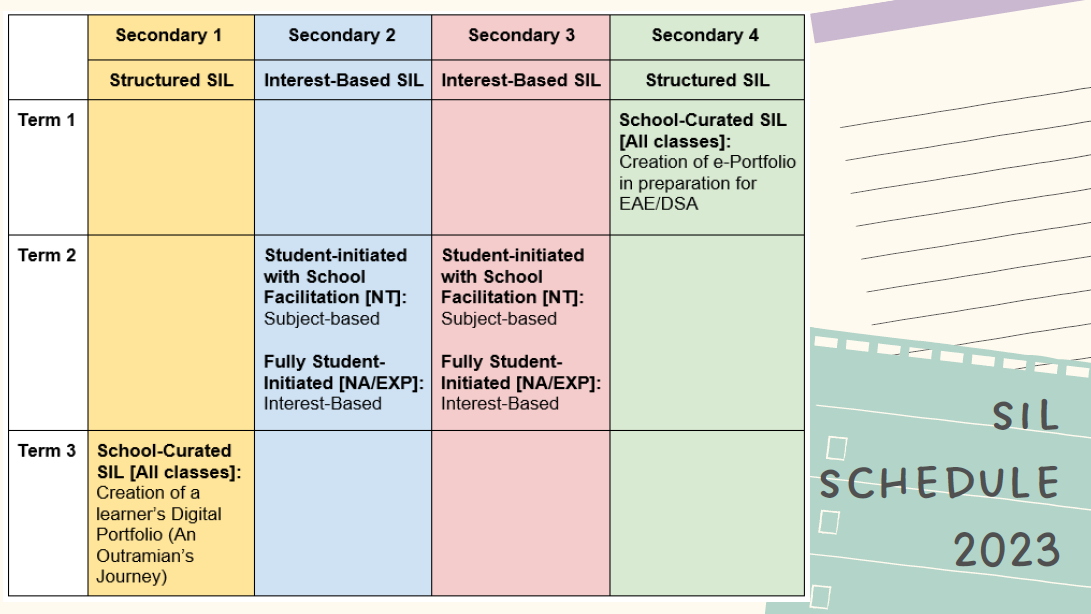 Secondary 1
Secondary 2
Secondary 3
Secondary 4
Structured SIL
Interest-Based SIL
Interest-Based SIL
Structured SIL
Term 1
School-Curated SIL
[All classes]:
Creation of e-Portfolio
in preparation for
EAE/DSA
Term 2
Student-initiated
with School
Facilitation [NT]:
Subject-based
Fully Student-
Initiated [NA/EXP]:
Interest-Based
Student-initiated
with School
Facilitation [NT]:
Subject-based
Fully Student-
Initiated [NA/EXP]:
Interest-Based
Term 3
School-Curated
SIL [All classes]:
Creation of a
learner's Digital
Portfolio (An
Outramian's
Journey)
SIL
SCHEDULE
2023